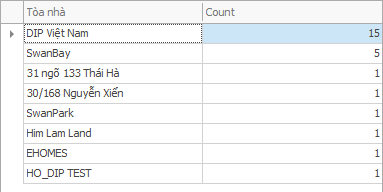 Tòa nhà Count
DIP Việt Nam 15
SwanBay 5
31 ngõ 133 Thái Hà 1
30/168 Nguyễn Xiển 1
SwanPark 1
Him Lam Land 1
EHOMES 1
HO_DIP TEST 1